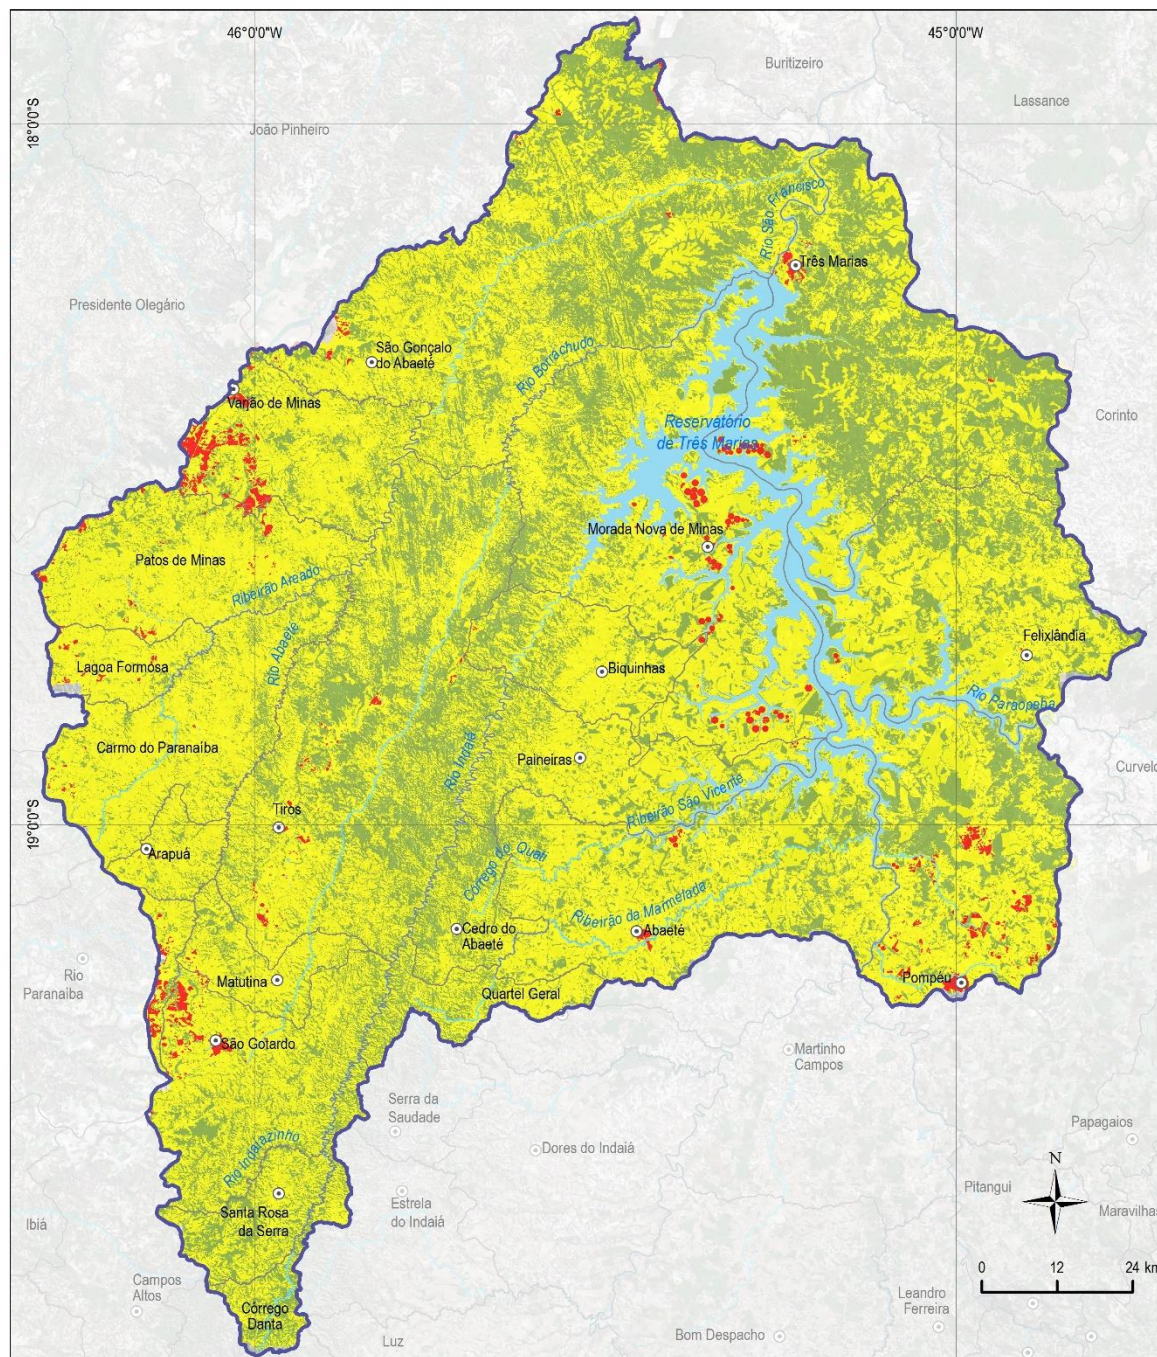 46°0'0"W
45°0'0"W
Buritizeiro
Lassance
18°0'0"S
João Pinheiro
Rio São Francisco
Três Marias
Presidente Olegário
São Gonçalo
do Abaeté
Rio Borrachudo
Varjão de Minas
Corinto
Reservatório
de Três Marias
Morada Nova de Minas
Patos de Minas
Ribeirão Areado
Rio Abaeté
Felixlândia
Lagoa Formosa
Biquinhas
Rio Paraopeba
Carmo do Paranaíba
Rio Indaiá
Paineiras
Curvelo
19°0'0"S
Tiros
Ribeirão São Vicente
Arapuá
Córrego do Quati
Ribeirão da Marmelada
Cedro do
Abaeté
Abaeté
Rio
Paranaíba
Matutina
Quartel Geral
Pompéu
São Gotardo
Martinho
Campos
Serra da
Saudade
Papagaios
Dores do Indaiá
Rio Indaiazinho
N
Pitangui
Maravilhas
Ibiá
Santa Rosa
da Serra
Estrela
do Indaiá
0 12 24 km
Campos
Altos
Córrego
Danta
Leandro
Ferreira
Luz
Bom Despacho